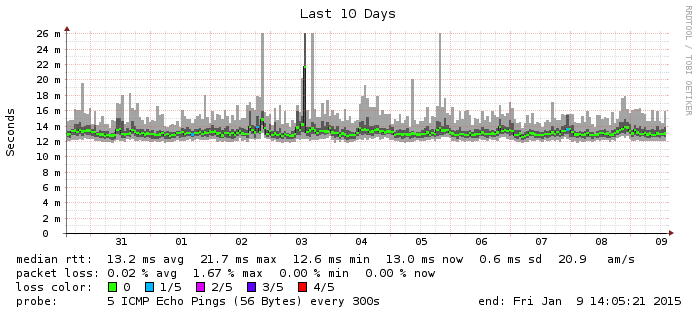 Last 10 Days
RRDTOOL / TOBI OETIKER
Seconds
26 m
24 m
22 m
20 m
18 m
16 m
14 m
12 m
10 m
8 m
6 m
4 m
2 m
0
31 01 02 03 04 05 06 07 08 09
median rtt: 13.2 ms avg 21.7 ms max 12.6 ms min 13.0 ms now 0.6 ms sd 20.9 am/s
packet loss: 0.02 % avg 1.67 % max 0.00 % min 0.00 % now
loss color: 0 1/5 2/5 3/5 4/5
probe: 5 ICMP Echo Pings (56 Bytes) every 300s end: Fri Jan 9 14:05:21 2015